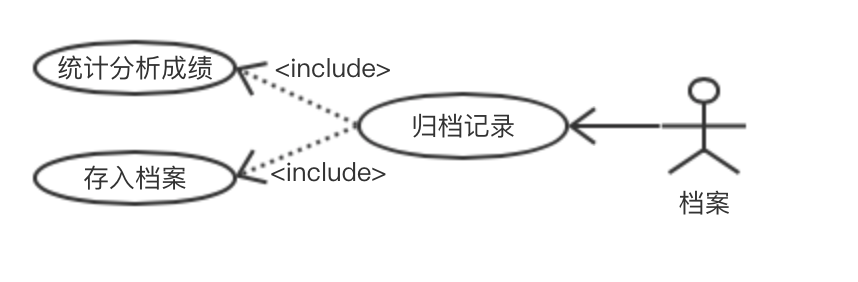 统计分析成绩
<include>
归档记录
存入档案
<include>
档案